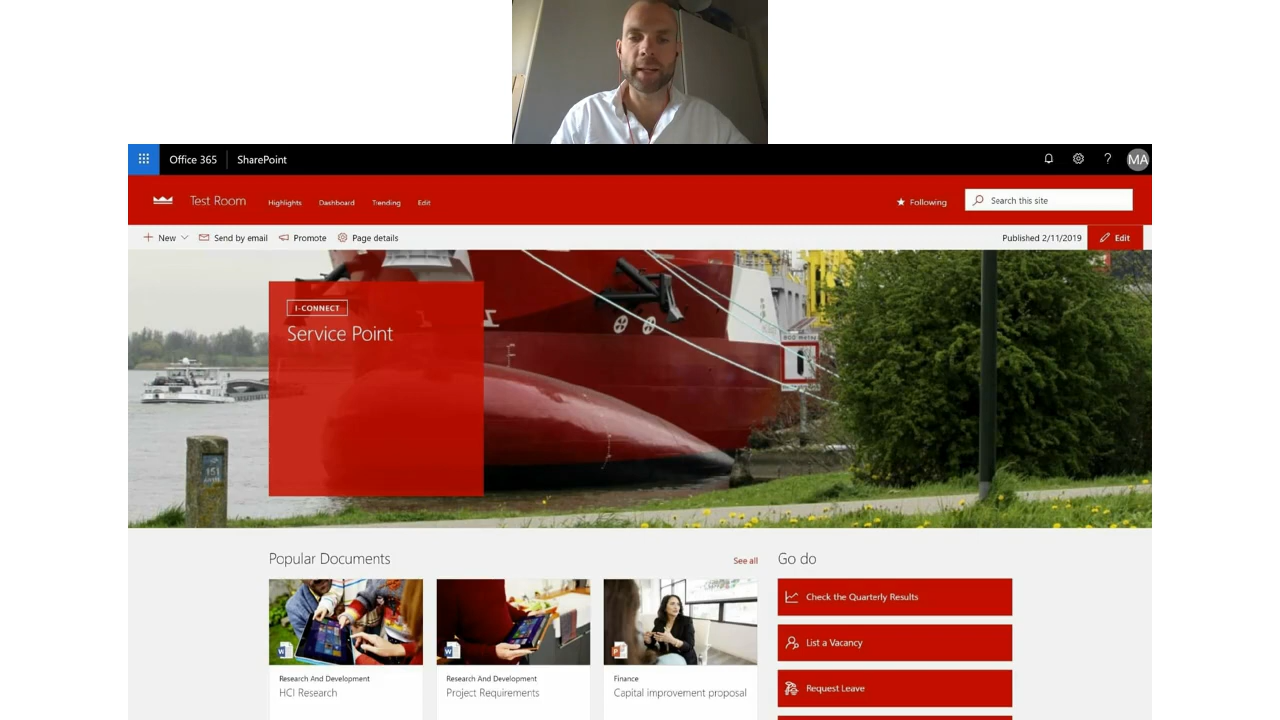 Office 365 SharePoint MA
Test Room Highlights Dashboard Trending Edit Following Search this site
New Send by email Promote Page details Published 2/11/2019 Edit
I-CONNECT
Service Point
151
Popular Documents See all Go do
Check the Quarterly Results
List a Vacancy
Request Leave
Research And Development Research And Development Finance
HCI Research Project Requirements Capital improvement proposal